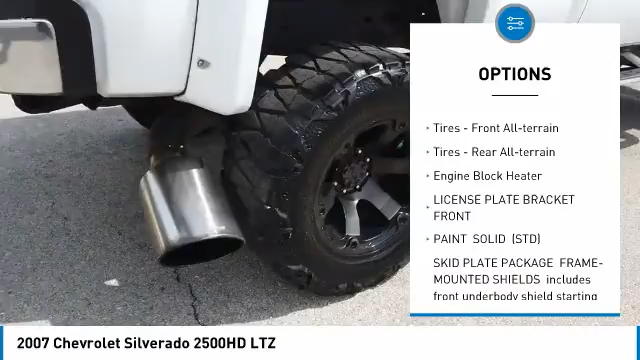 OPTIONS
Tires - Front All-terrain
Tires - Rear All-terrain
Engine Block Heater
LICENSE PLATE BRACKET
FRONT
PAINT SOLID (STD)
SKID PLATE PACKAGE FRAME-
MOUNTED SHIELDS includes
front underbody shield starting
2007 Chevrolet Silverado 2500HD LTZ